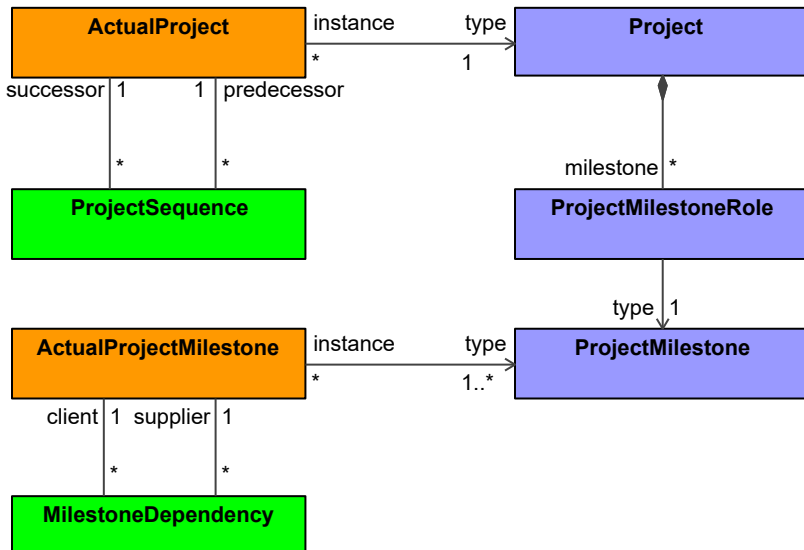 ActualProject
instance
type
Project
*
1
successor
1
1
predecessor
*
*
milestone
*
ProjectSequence
ProjectMilestoneRole
type
1
ActualProjectMilestone
instance
type
ProjectMilestone
*
1..*
client
1
supplier
1
*
*
MilestoneDependency